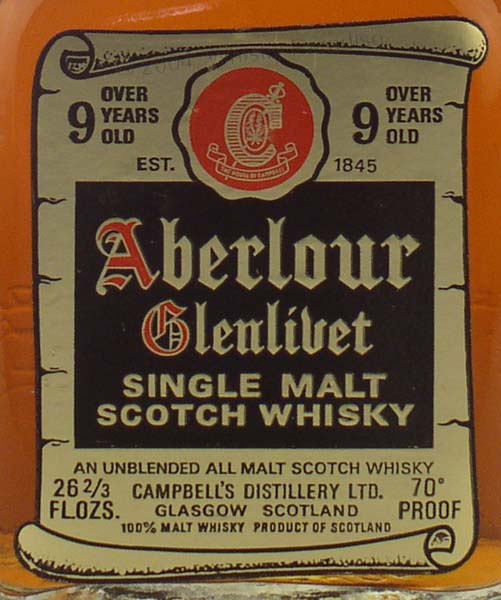 OVER 9 YEARS OLD
OVER 9 YEARS OLD
C
THE HOUSE OF CAMPBELL
EST. 1845
Aberlour
Glenlivet
SINGLE MALT
SCOTCH WHISKY
AN UNBLENDED ALL MALT SCOTCH WHISKY
26 2/3 FL.OZS.
CAMPBELL'S DISTILLERY LTD.
GLASGOW SCOTLAND
70° PROOF
100% MALT WHISKY PRODUCT OF SCOTLAND